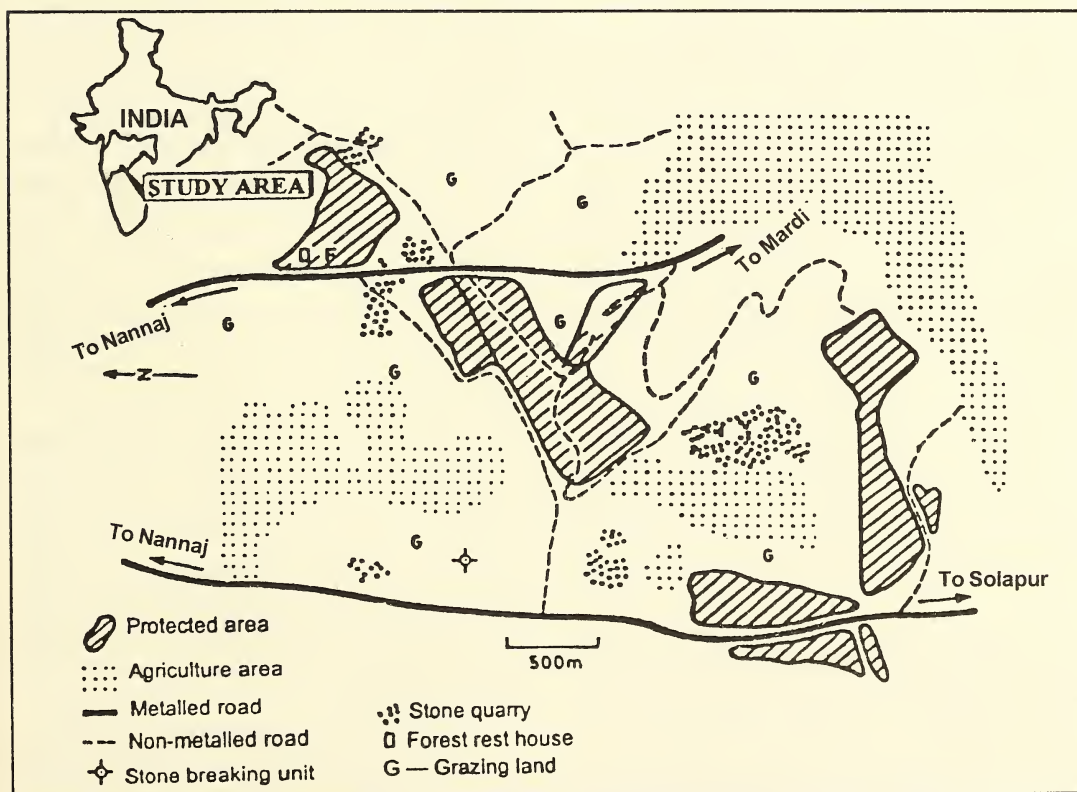 INDIA
STUDY AREA
G
G
F
To Mardi
G
G
To Nannaj
N
G
G
To Nannaj
G
G
To Solapur
500m
Protected area
Agriculture area
Metalled road
Non-metalled road
Stone breaking unit
Stone quarry
Forest rest house
G — Grazing land